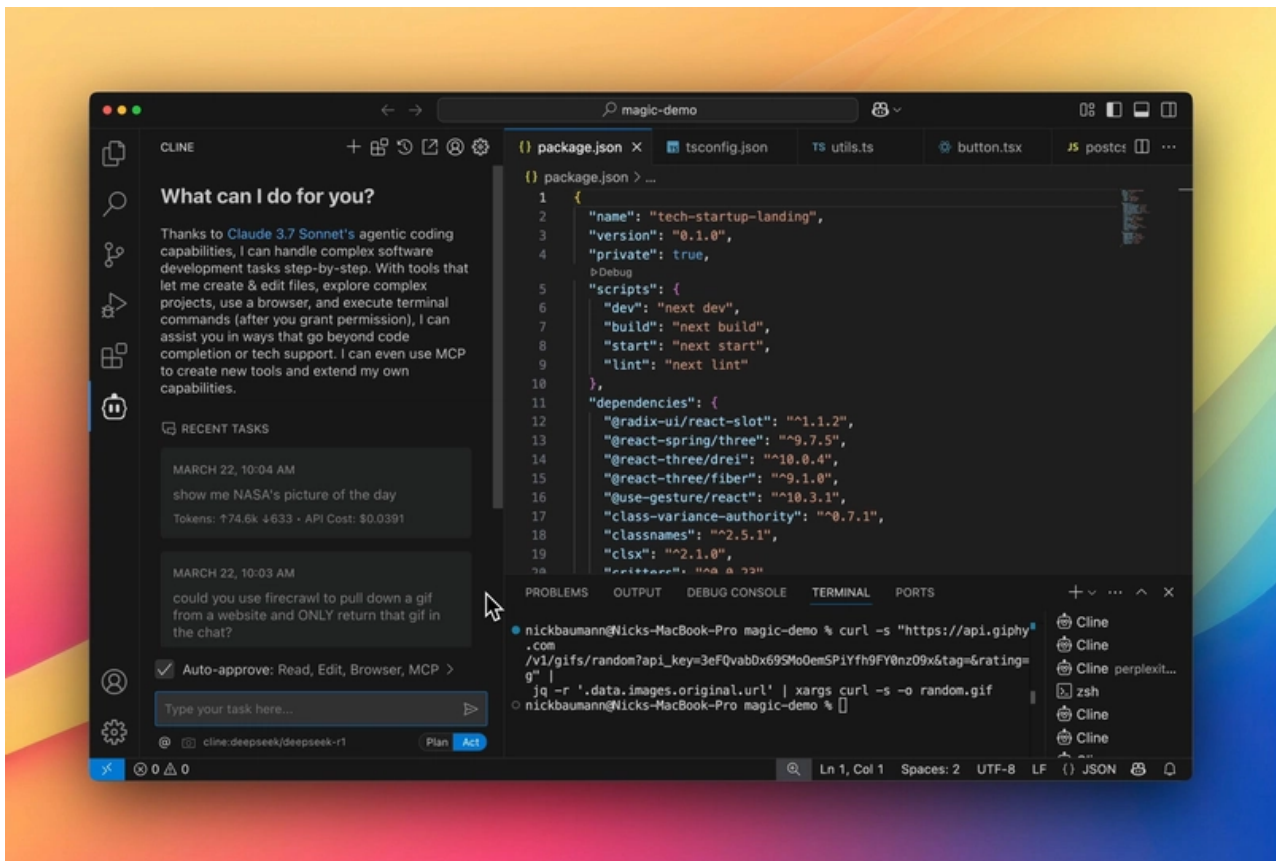 magic-demo
CLINE
What can I do for you?
Thanks to Claude 3.7 Sonnet's agentic coding
capabilities, I can handle complex software
development tasks step-by-step. With tools that
let me create & edit files, explore complex
projects, use a browser, and execute terminal
commands (after you grant permission), I can
assist you in ways that go beyond code
completion or tech support. I can even use MCP
to create new tools and extend my own
capabilities.
RECENT TASKS
MARCH 22, 10:04 AM
show me NASA's picture of the day
Tokens: ↑74.6k ↓633 • API Cost: $0.0391
MARCH 22, 10:03 AM
could you use firecrawl to pull down a gif
from a website and ONLY return that gif in
the chat?
Auto-approve: Read, Edit, Browser, MCP >
Type your task here...
@ cline:deepseek/deepseek-r1 Plan Act
{} package.json × TS tsconfig.json TS utils.ts button.tsx JS postcs ...
{} package.json > ...
1 {
2 "name": "tech-startup-landing",
3 "version": "0.1.0",
4 "private": true,
Debug
5 "scripts": {
6 "dev": "next dev",
7 "build": "next build",
8 "start": "next start",
9 "lint": "next lint"
10 },
11 "dependencies": {
12 "@radix-ui/react-slot": "^1.1.2",
13 "@react-spring/three": "^9.7.5",
14 "@react-three/drei": "^10.0.4",
15 "@react-three/fiber": "^9.1.0",
16 "@use-gesture/react": "^10.3.1",
17 "class-variance-authority": "^0.7.1",
18 "classnames": "^2.5.1",
19 "clsx": "^2.1.0",
20 "critters": "^0.0.23"
PROBLEMS OUTPUT DEBUG CONSOLE TERMINAL PORTS
nickbaumann@Nicks-MacBook-Pro magic-demo % curl -s "https://api.giphy
.com
/v1/gifs/random?api_key=3eFQvabDx69SMoOemSPiYfh9FY0nzO9x&tag=&rating=
g" |
jq -r '.data.images.original.url' | xargs curl -s -o random.gif
nickbaumann@Nicks-MacBook-Pro magic-demo %
Cline
Cline
Cline perplexit...
zsh
Cline
Cline
0 0 Ln 1, Col 1 Spaces: 2 UTF-8 LF {} JSON